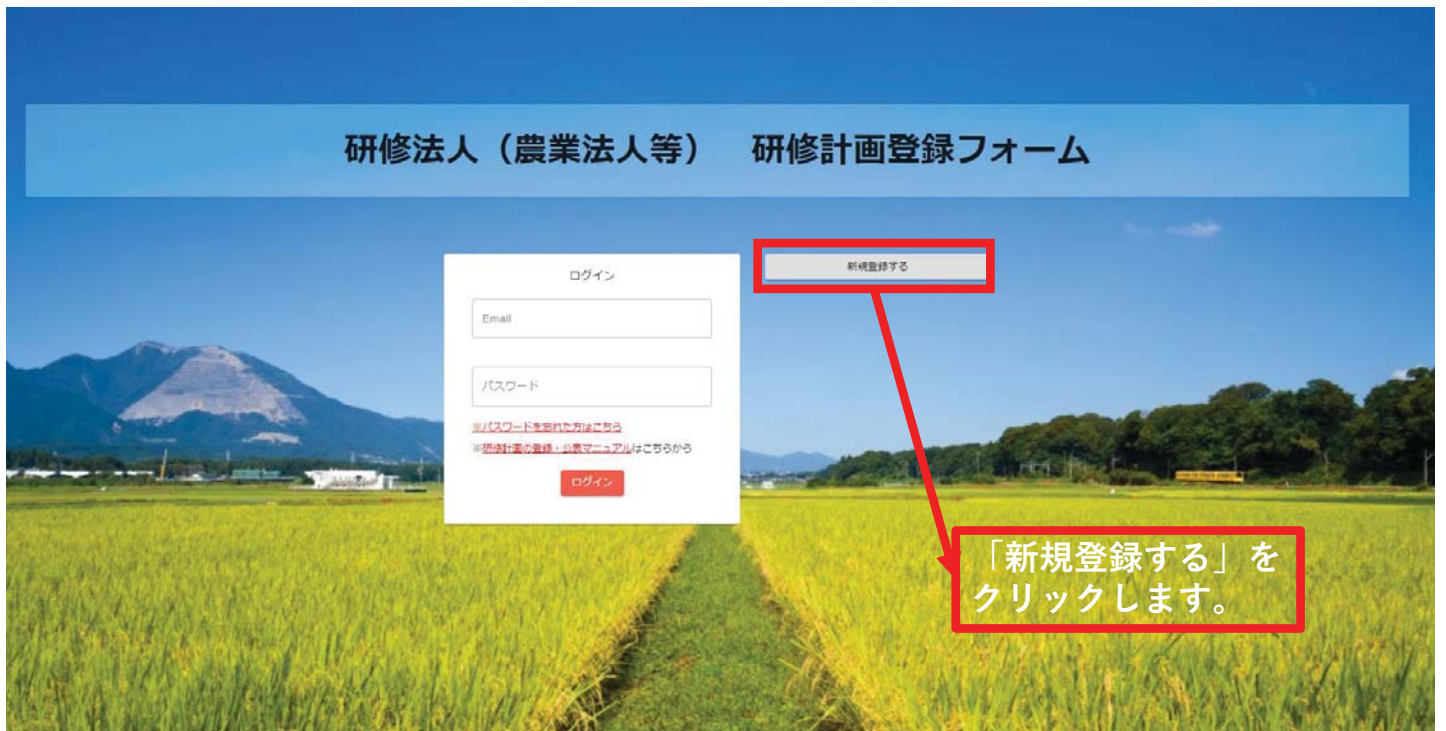 研修法人（農業法人等）　研修計画登録フォーム
ログイン
新規登録する
Email
パスワード
※パスワードを忘れた方はこちら
※研修計画の登録・公表マニュアルはこちらから
ログイン
「新規登録する」を
クリックします。